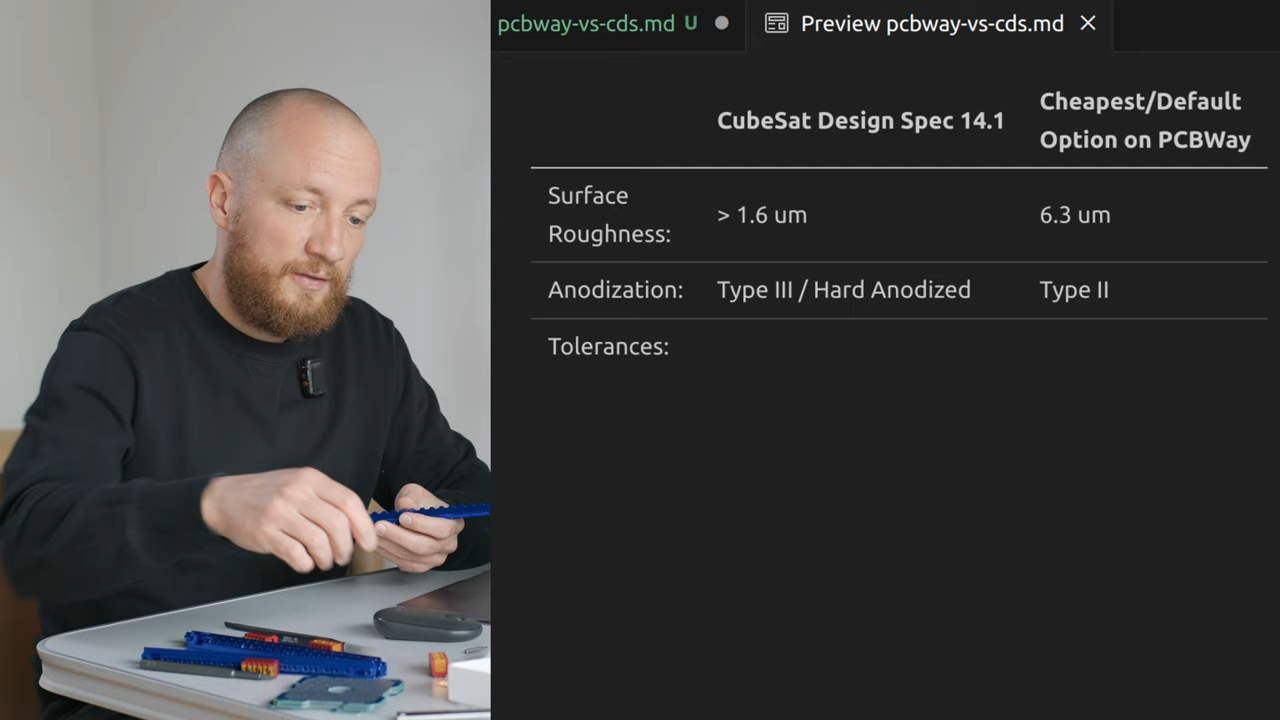 pcbway-vs-cds.md U
Preview pcbway-vs-cds.md
CubeSat Design Spec 14.1
Cheapest/Default
Option on PCBWay
Surface
Roughness:
> 1.6 um
6.3 um
Anodization:
Type III / Hard Anodized
Type II
Tolerances: